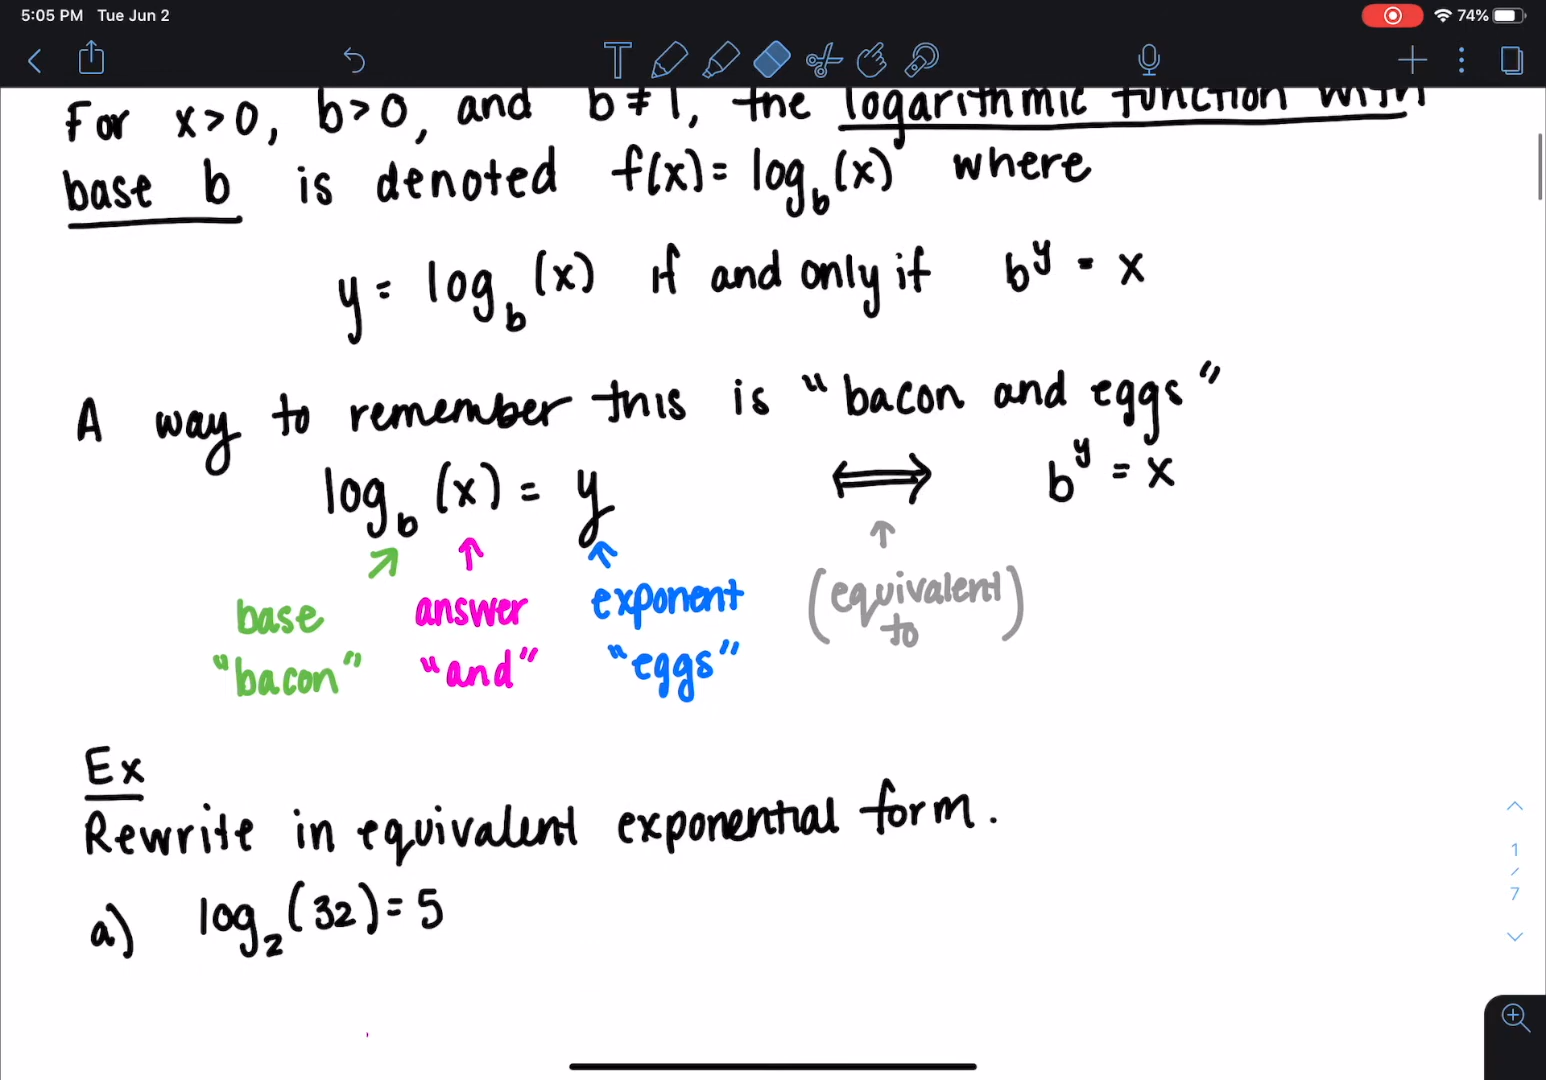 5:05 PM Tue Jun 2
74%
For x>0, b>0, and b≠1, the logarithmic function with
base b is denoted f(x)= log_b(x) where
y= log_b(x) if and only if b^y = x
A way to remember this is "bacon and eggs"
log_b(x) = y ⟺ b^y = x
base answer exponent (equivalent to)
"bacon" "and" "eggs"
Ex
Rewrite in equivalent exponential form.
a) log_2(32)=5
1/7